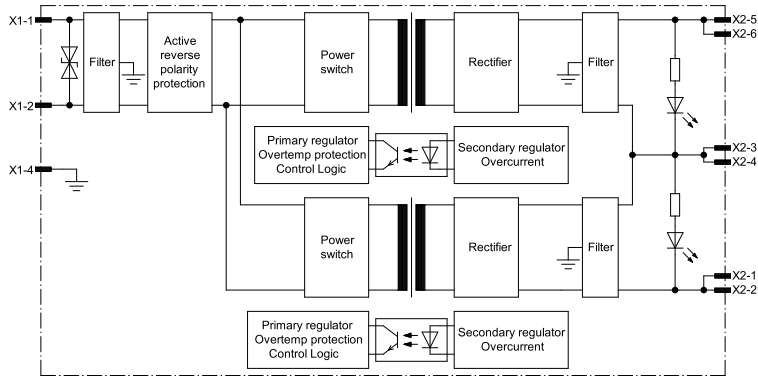 X1-1
X1-2
X1-4
Filter
Active
reverse
polarity
protection
Power
switch
Rectifier
Filter
X2-5
X2-6
Primary regulator
Overtemp protection
Control Logic
Secondary regulator
Overcurrent
X2-3
X2-4
Power
switch
Rectifier
Filter
X2-1
X2-2
Primary regulator
Overtemp protection
Control Logic
Secondary regulator
Overcurrent